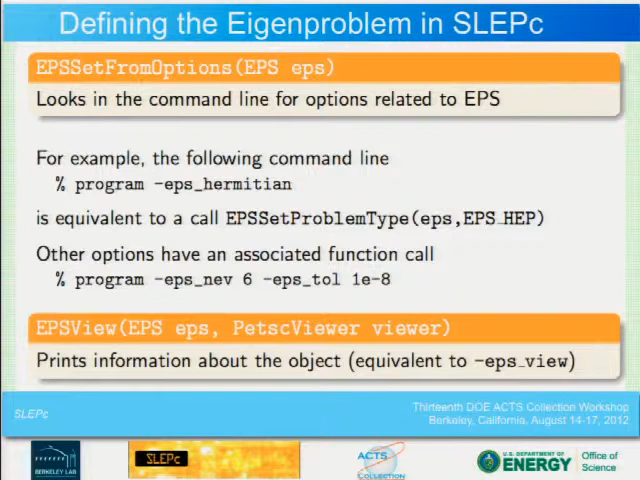 Defining the Eigenproblem in SLEPc
EPSSetFromOptions(EPS eps)
Looks in the command line for options related to EPS
For example, the following command line
% program -eps_hermitian
is equivalent to a call EPSSetProblemType(eps,EPS_HEP)
Other options have an associated function call
% program -eps_nev 6 -eps_tol 1e-8
EPSView(EPS eps, PetscViewer viewer)
Prints information about the object (equivalent to -eps_view)
SLEPc
Thirteenth DOE ACTS Collection Workshop
Berkeley, California, August 14-17, 2012
BERKELEY LAB
SLEPc
ACTS
COLLECTION
U.S. DEPARTMENT OF
ENERGY
Office of
Science